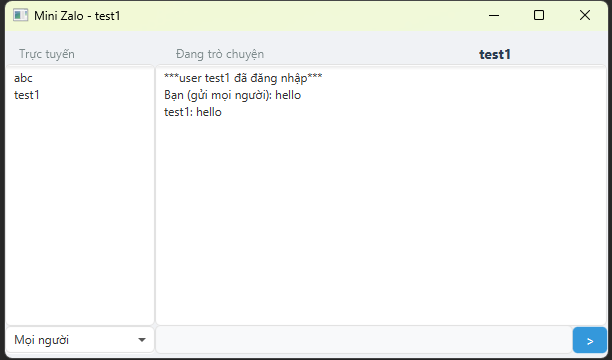 Mini Zalo - test1
Trực tuyến
Đang trò chuyện
test1
abc
test1
***user test1 đã đăng nhập***
Bạn (gửi mọi người): hello
test1: hello
Mọi người
>